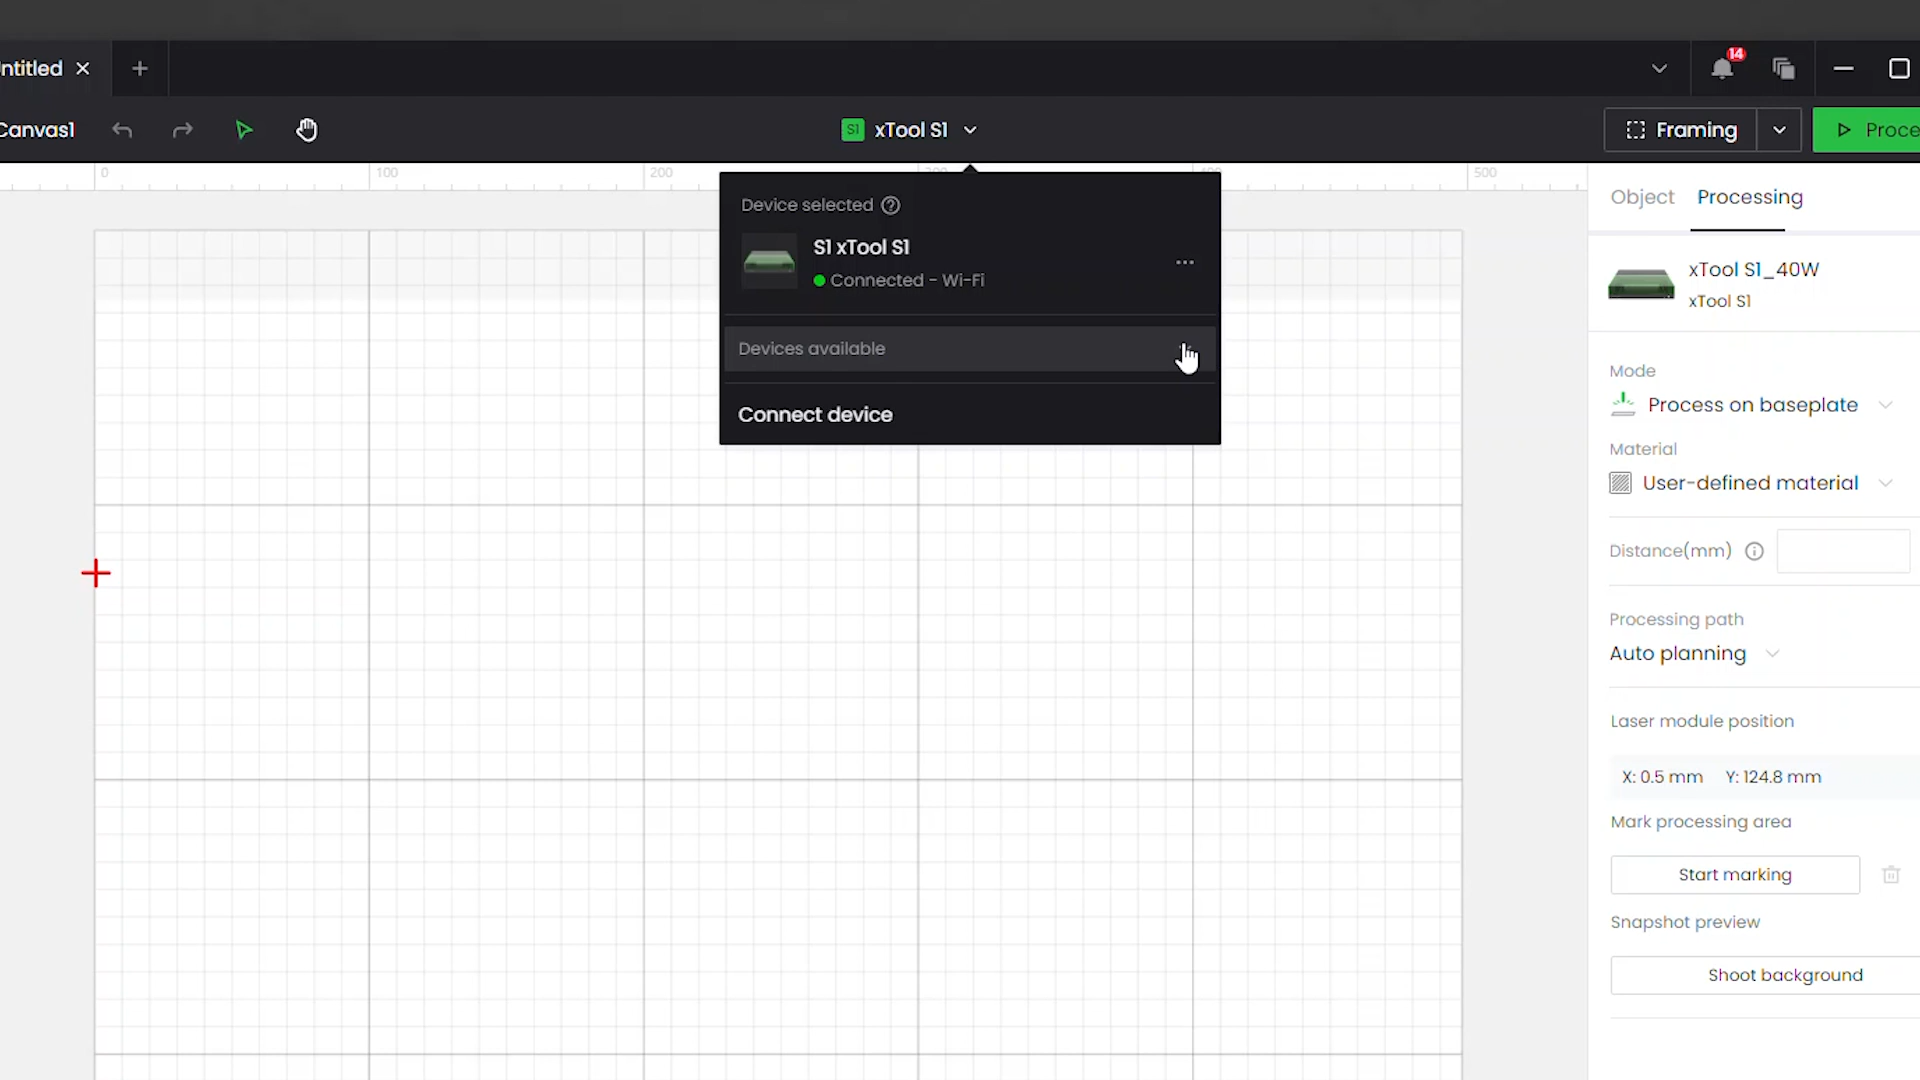 ntitled
14
Canvas1
S1 xTool S1
Framing
Proce
0 100 200 500
Device selected
S1 xTool S1
Connected - Wi-Fi
Devices available
Connect device
Object Processing
xTool S1_40W
xTool S1
Mode
Process on baseplate
Material
User-defined material
Distance(mm)
Processing path
Auto planning
Laser module position
X: 0.5 mm Y: 124.8 mm
Mark processing area
Start marking
Snapshot preview
Shoot background